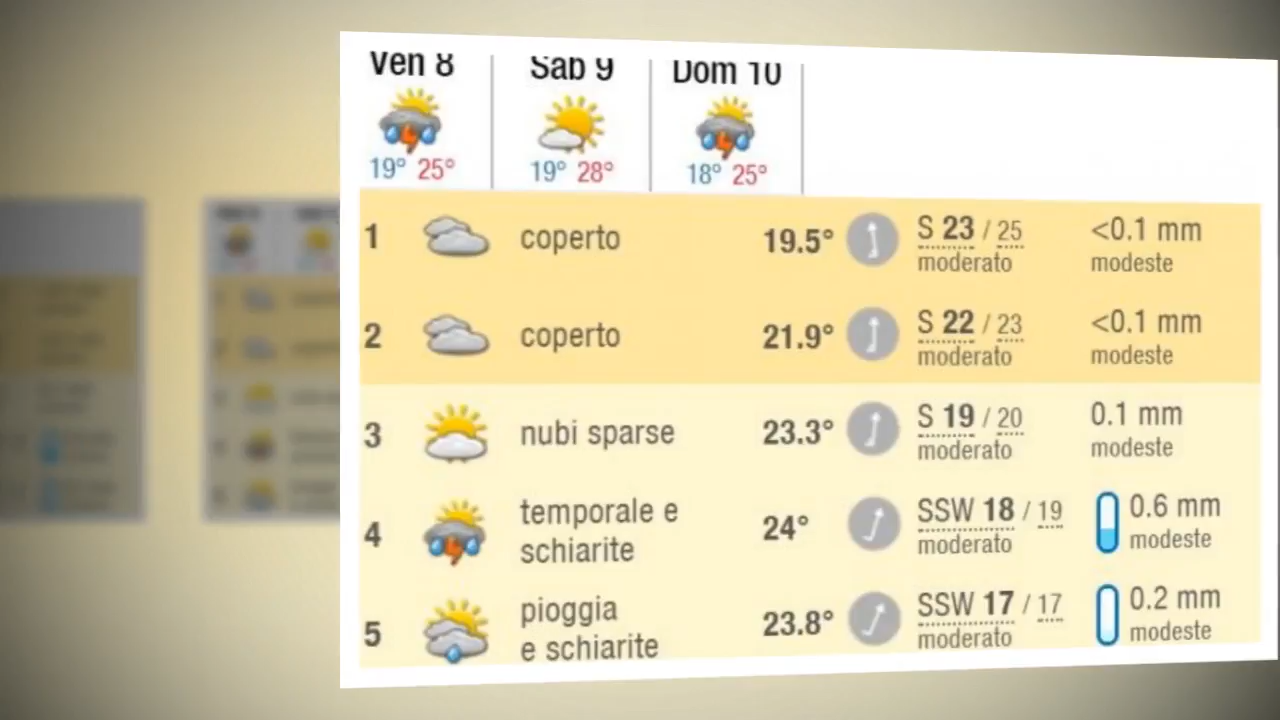 Ven 8 Sab 9 Dom 10
19° 25° 19° 28° 18° 25°
1 coperto 19.5° S 23 / 25 <0.1 mm
moderato modeste
2 coperto 21.9° S 22 / 23 <0.1 mm
moderato modeste
3 nubi sparse 23.3° S 19 / 20 0.1 mm
moderato modeste
4 temporale e 24° SSW 18 / 19 0.6 mm
schiarite moderato modeste
5 pioggia 23.8° SSW 17 / 17 0.2 mm
e schiarite moderato modeste